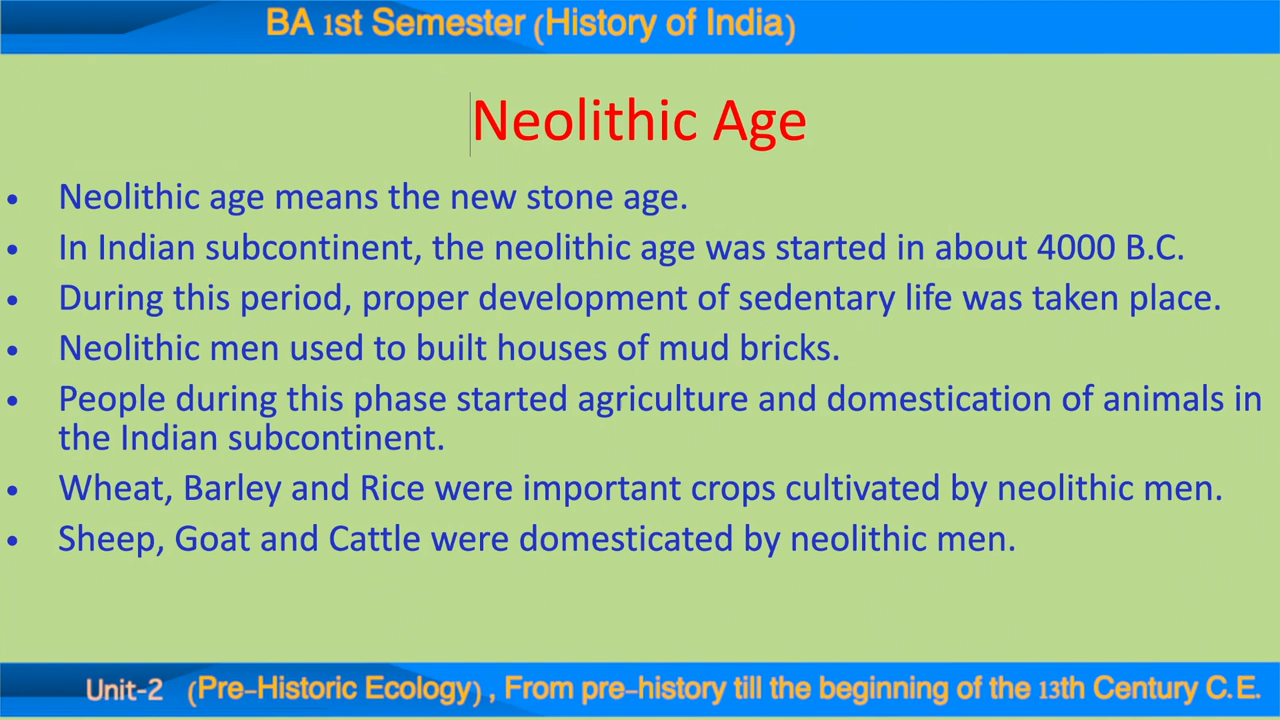 BA 1st Semester (History of India)
Neolithic Age
• Neolithic age means the new stone age.
• In Indian subcontinent, the neolithic age was started in about 4000 B.C.
• During this period, proper development of sedentary life was taken place.
• Neolithic men used to built houses of mud bricks.
• People during this phase started agriculture and domestication of animals in
the Indian subcontinent.
• Wheat, Barley and Rice were important crops cultivated by neolithic men.
• Sheep, Goat and Cattle were domesticated by neolithic men.
Unit-2 (Pre-Historic Ecology) , From pre-history till the beginning of the 13th Century C.E.